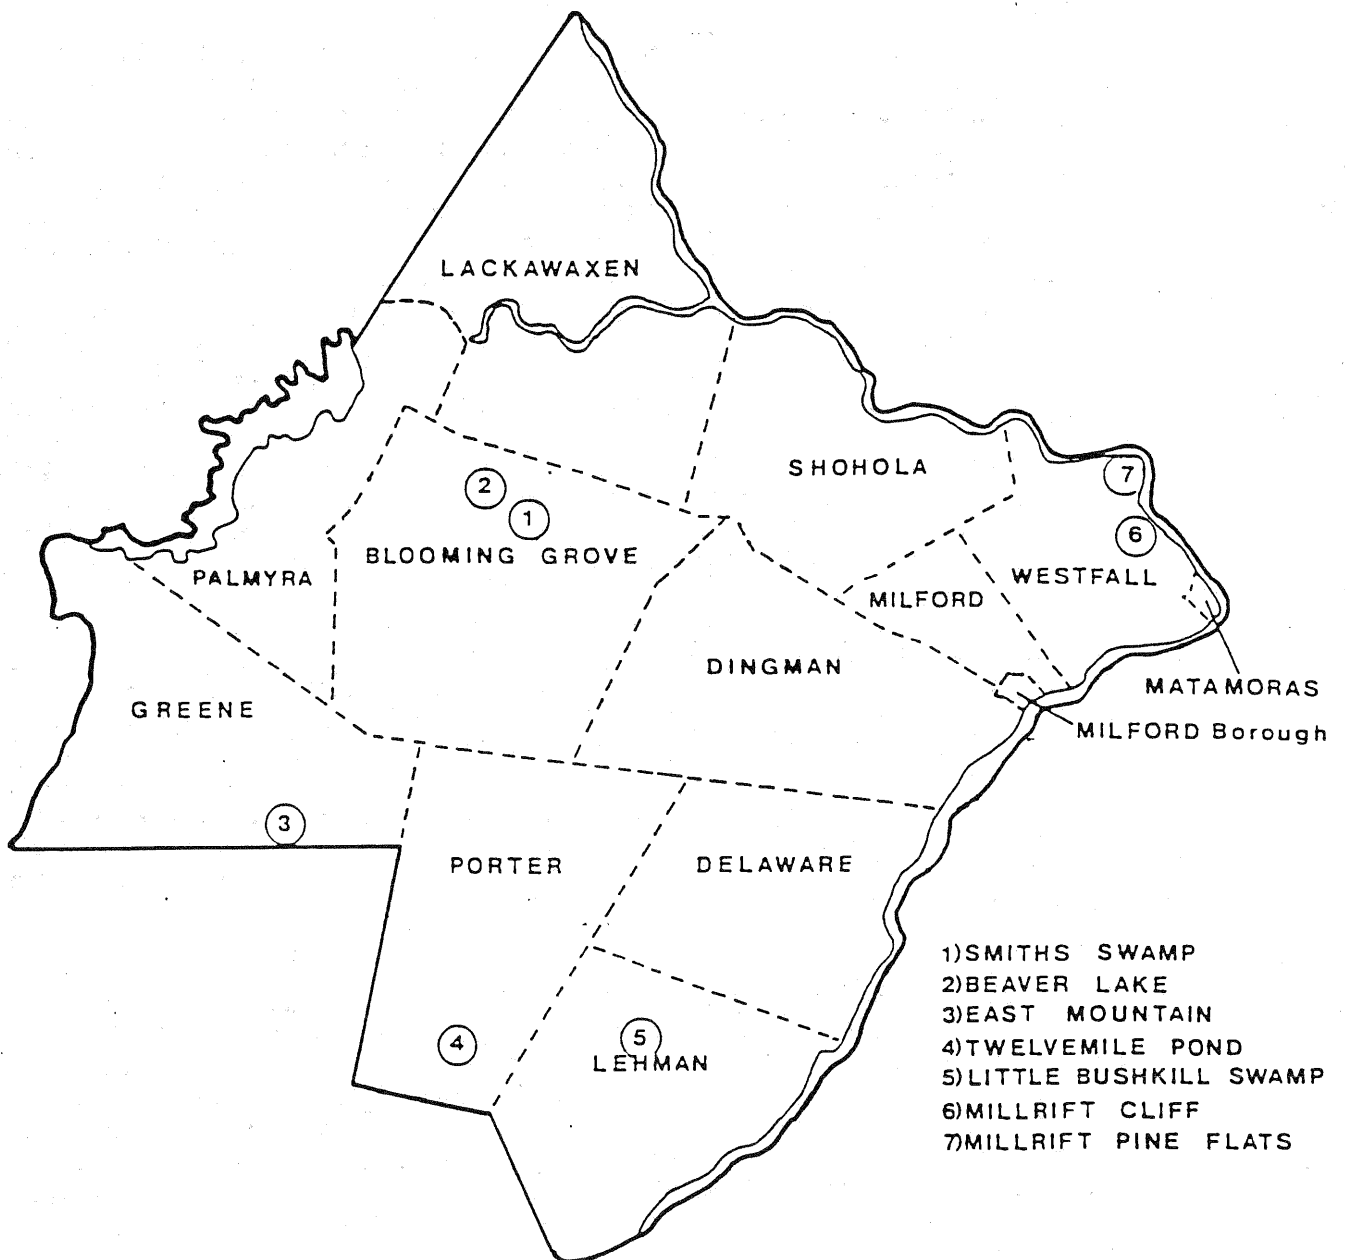 LACKAWAXEN
SHOHOLA
2
7
1
6
BLOOMING GROVE
PALMYRA
WESTFALL
MILFORD
DINGMAN
MATAMORAS
GREENE
MILFORD Borough
3
PORTER
DELAWARE
4
5
LEHMAN
1)SMITHS SWAMP
2)BEAVER LAKE
3)EAST MOUNTAIN
4)TWELVEMILE POND
5)LITTLE BUSHKILL SWAMP
6)MILLRIFT CLIFF
7)MILLRIFT PINE FLATS